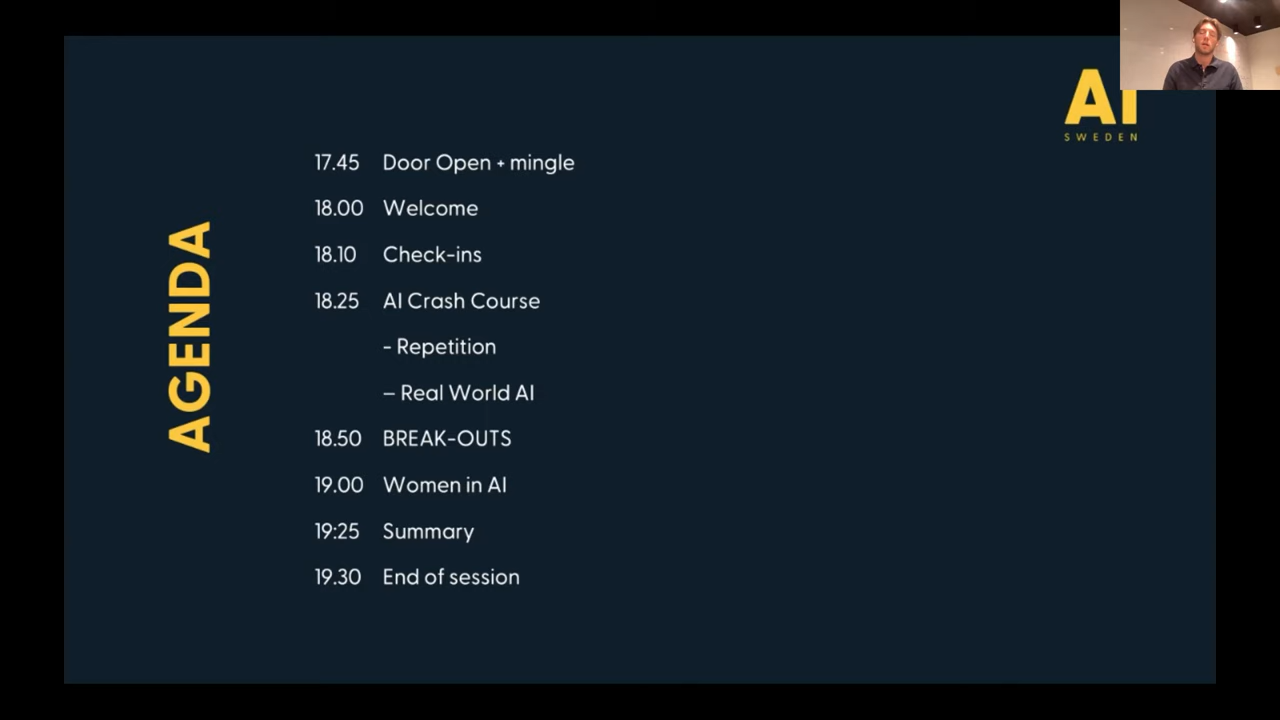 AI
SWEDEN
AGENDA
17.45 Door Open + mingle
18.00 Welcome
18.10 Check-ins
18.25 AI Crash Course
- Repetition
– Real World AI
18.50 BREAK-OUTS
19.00 Women in AI
19:25 Summary
19.30 End of session